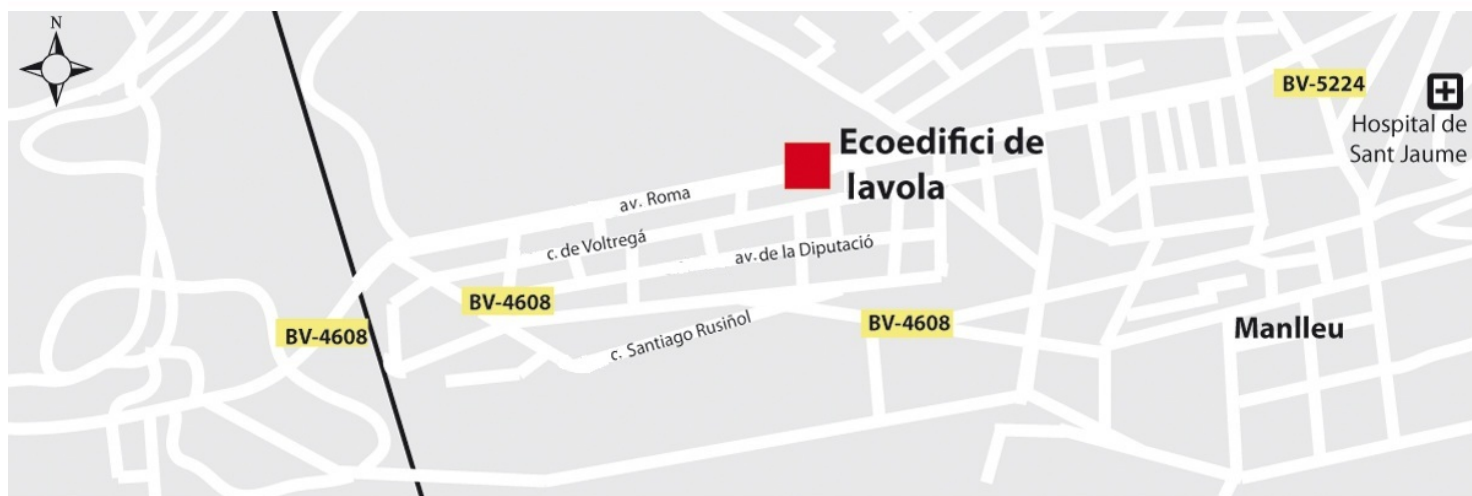 N
BV-5224
Hospital de
Sant Jaume
Ecoedifici de
lavola
av. Roma
c. de Voltregá
av. de la Diputació
BV-4608
BV-4608
BV-4608
c. Santiago Rusiñol
Manlleu